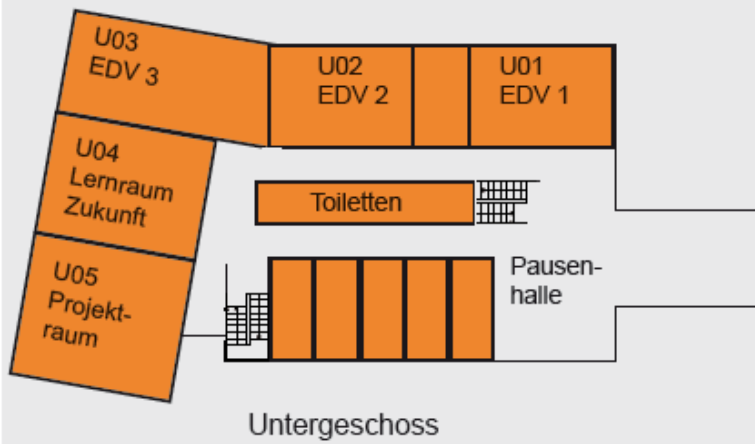 U03
EDV 3
U02
EDV 2
U01
EDV 1
U04
Lernraum
Zukunft
Toiletten
U05
Projekt-
raum
Pausen-
halle
Untergeschoss